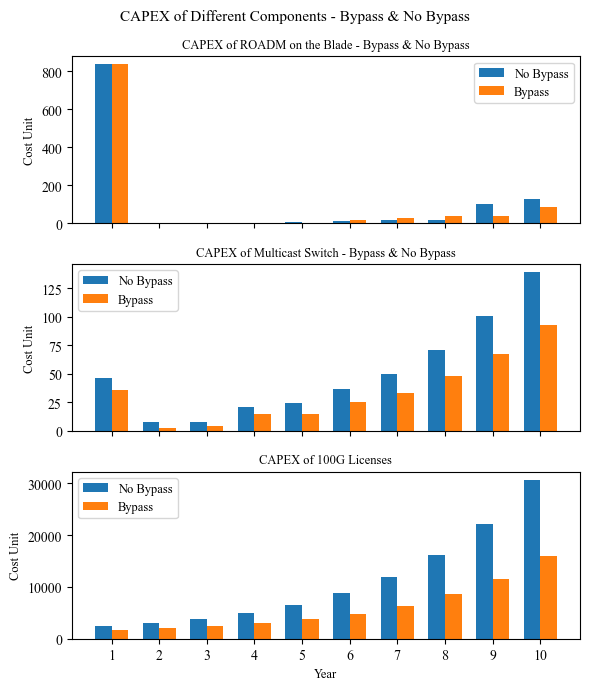 CAPEX of Different Components - Bypass & No Bypass
CAPEX of ROADM on the Blade - Bypass & No Bypass
800
600
400
200
0
Cost Unit
No Bypass
Bypass
CAPEX of Multicast Switch - Bypass & No Bypass
125
100
75
50
25
0
Cost Unit
No Bypass
Bypass
CAPEX of 100G Licenses
30000
20000
10000
0
Cost Unit
No Bypass
Bypass
1 2 3 4 5 6 7 8 9 10
Year